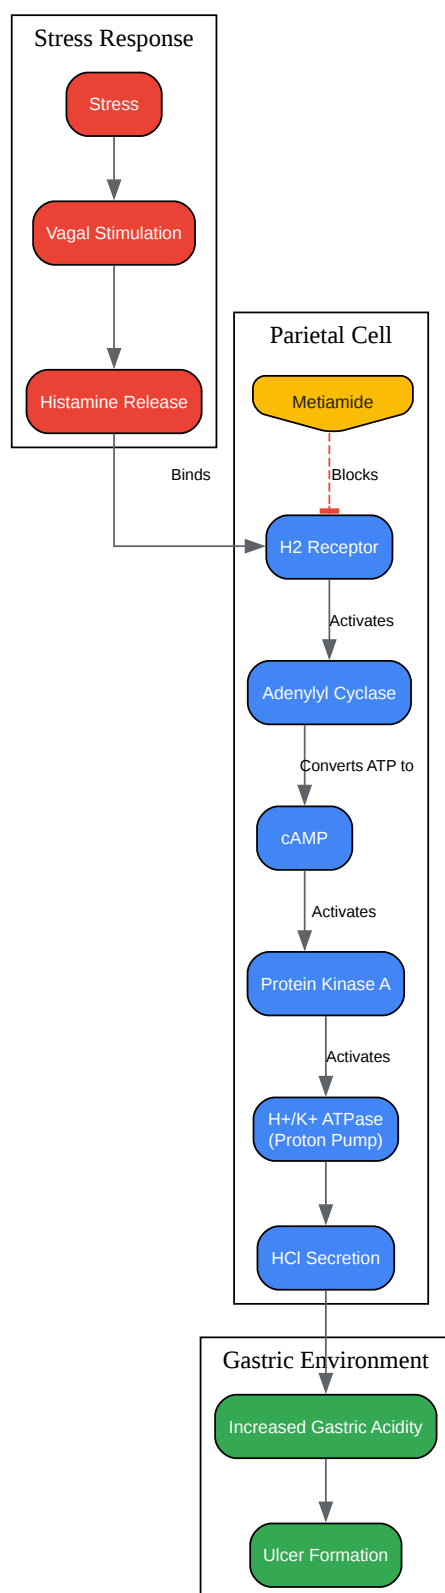 Stress Response
Stress
Vagal Stimulation
Histamine Release
Binds
Parietal Cell
Metiamide
Blocks
H2 Receptor
Activates
Adenylyl Cyclase
Converts ATP to
cAMP
Activates
Protein Kinase A
Activates
H+/K+ ATPase
(Proton Pump)
HCl Secretion
Gastric Environment
Increased Gastric Acidity
Ulcer Formation